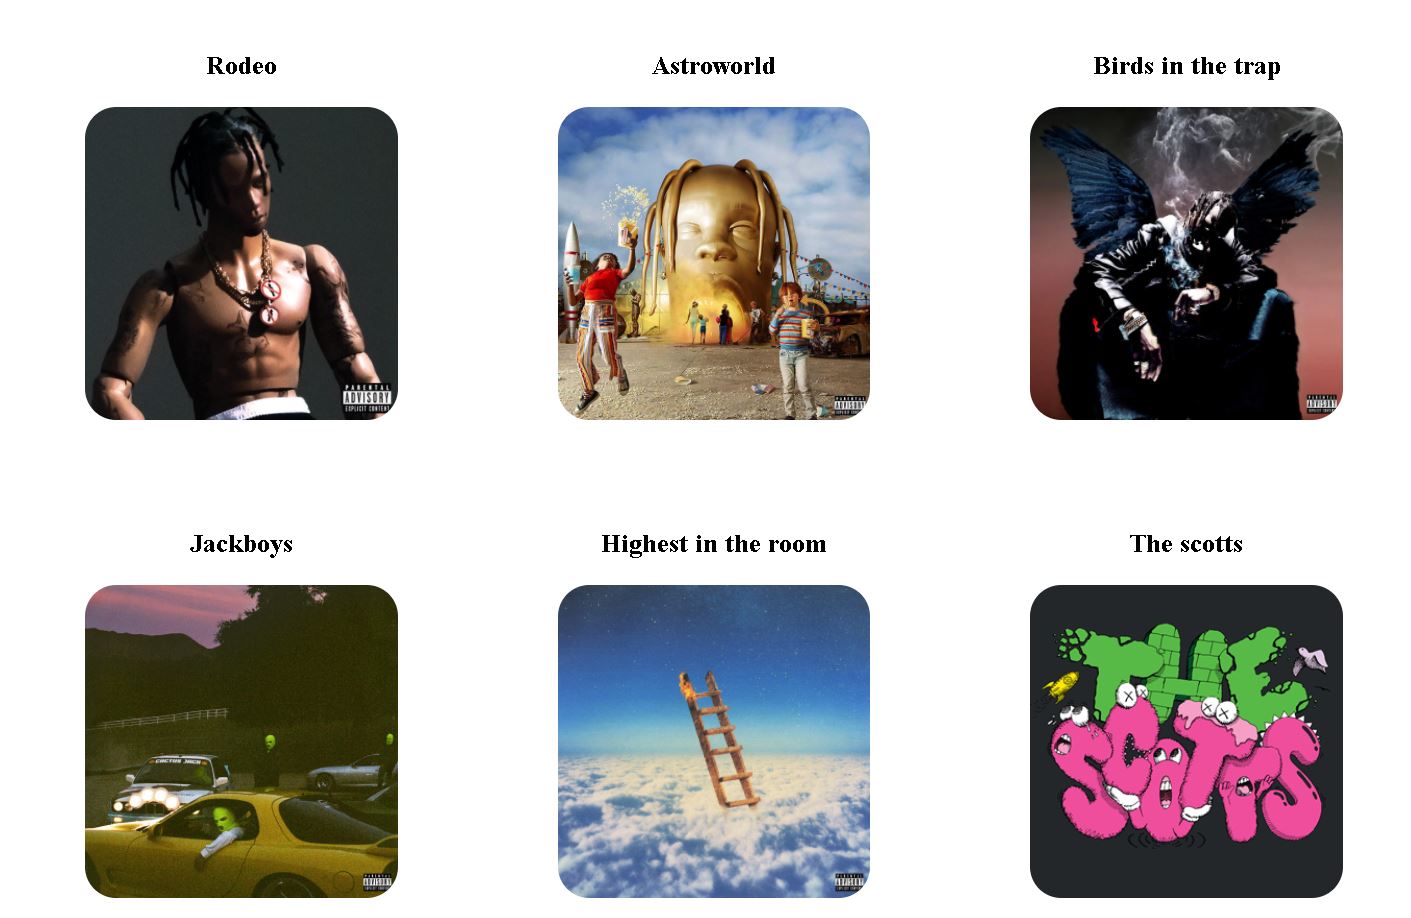 Rodeo
Astroworld
Birds in the trap
PARENTAL
ADVISORY
EXPLICIT CONTENT
PARENTAL
ADVISORY
EXPLICIT CONTENT
PARENTAL
ADVISORY
EXPLICIT CONTENT
Jackboys
Highest in the room
The scotts
CACTUS JACK
THE
SCOTTS
PARENTAL
ADVISORY
EXPLICIT CONTENT
PARENTAL
ADVISORY
EXPLICIT CONTENT